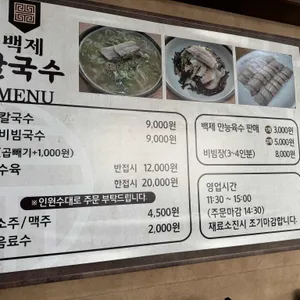 백제
칼국수
MENU
칼국수 9,000원
비빔국수 9,000원
(곱빼기+1,000원)
수육 반접시 12,000원
한접시 20,000원
※ 인원수대로 주문 부탁드립니다.
소주 / 맥주 4,500원
음료수 2,000원
백제 만능육수 판매 3,000원
5,000원
비빔장(3~4인분) 8,000원
영업시간
11:30 ~ 15:00
(주문마감 14:30)
재료소진시 조기마감합니다.